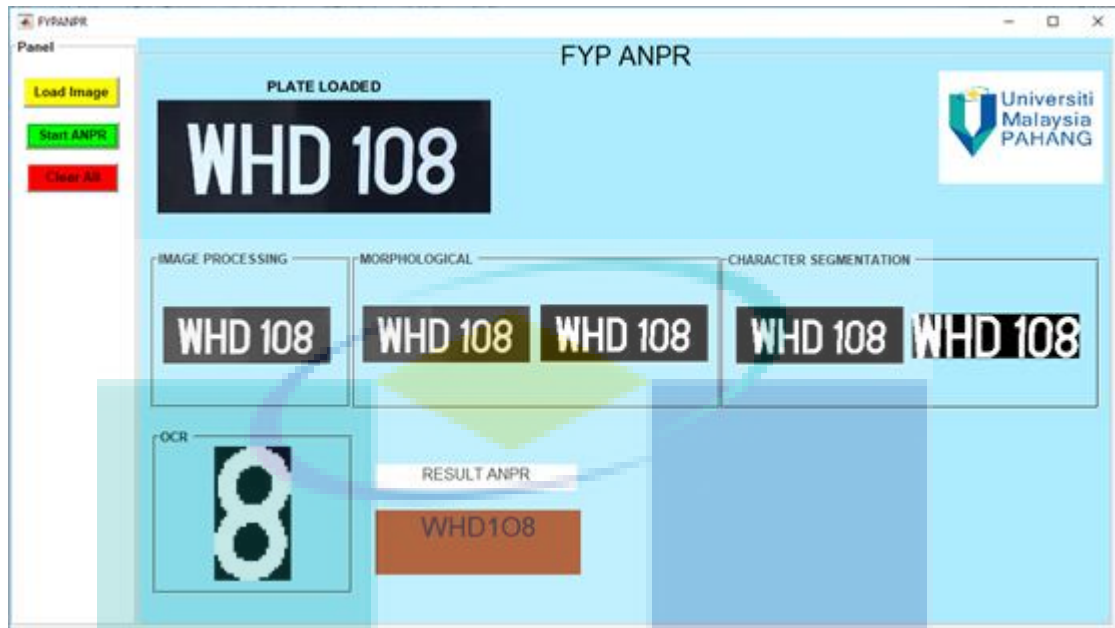 FYPANPR
Panel
FYP ANPR
Load Image
Start ANPR
Clear All
PLATE LOADED
WHD 108
Universiti
Malaysia
PAHANG
IMAGE PROCESSING
WHD 108
MORPHOLOGICAL
WHD 108 WHD 108
CHARACTER SEGMENTATION
WHD 108 WHD 108
OCR
8
RESULT ANPR
WHD1O8